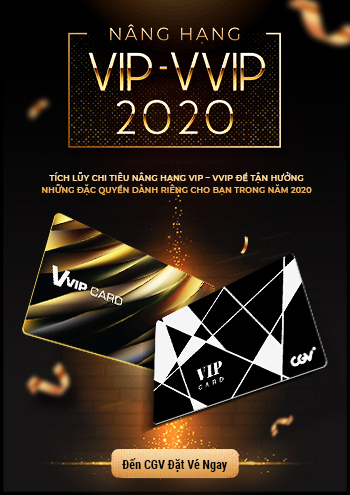 NÂNG HẠNG
VIP-VVIP
2020
TÍCH LŨY CHI TIÊU NÂNG HẠNG VIP – VVIP ĐỂ TẬN HƯỞNG
NHỮNG ĐẶC QUYỀN DÀNH RIÊNG CHO BẠN TRONG NĂM 2020
VVIP CARD
VIP
CARD
CGV
Đến CGV Đặt Vé Ngay